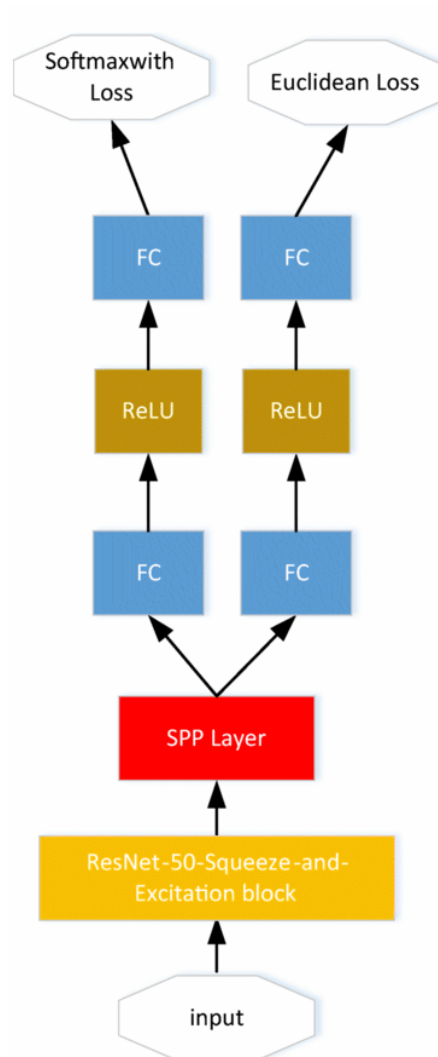 Softmaxwith
Loss
Euclidean Loss
FC
FC
ReLU
ReLU
FC
FC
SPP Layer
ResNet-50-Squeeze-and-
Excitation block
input